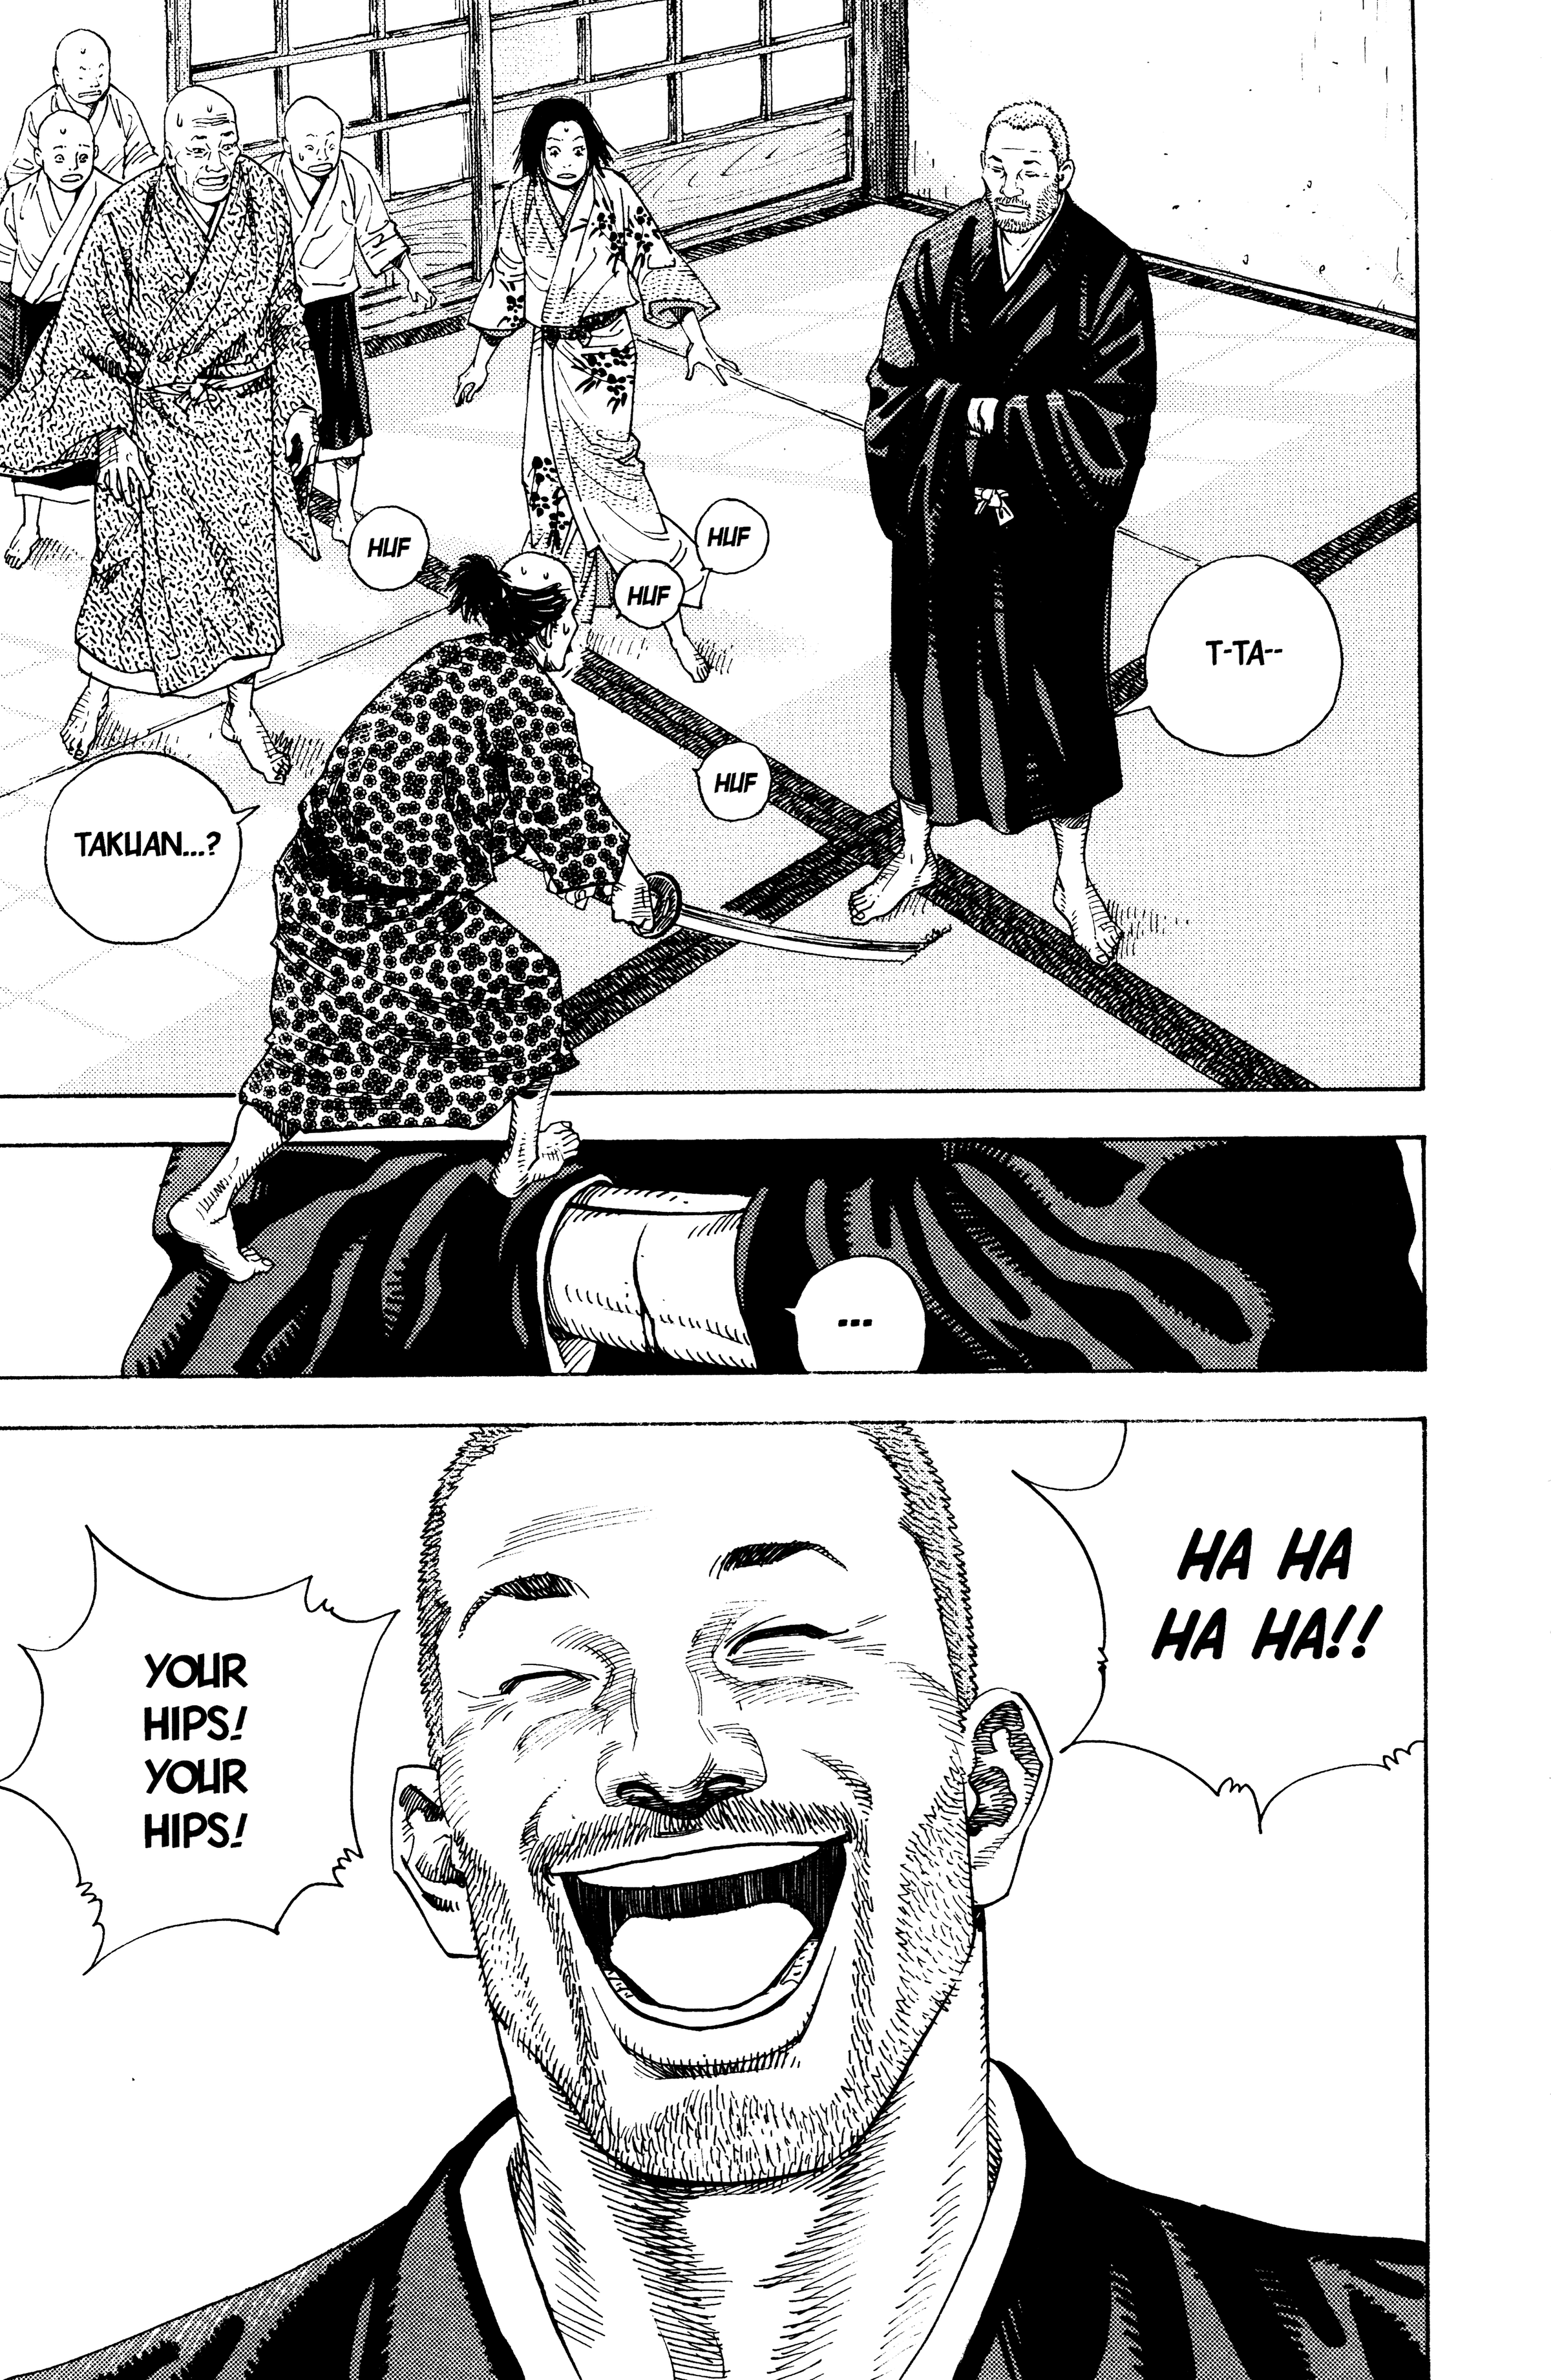 T-TA--
HUF
HUF
HUF
HUF
TAKUAN...?
...
HA HA
HA HA!!
YOUR
HIPS!
YOUR
HIPS!